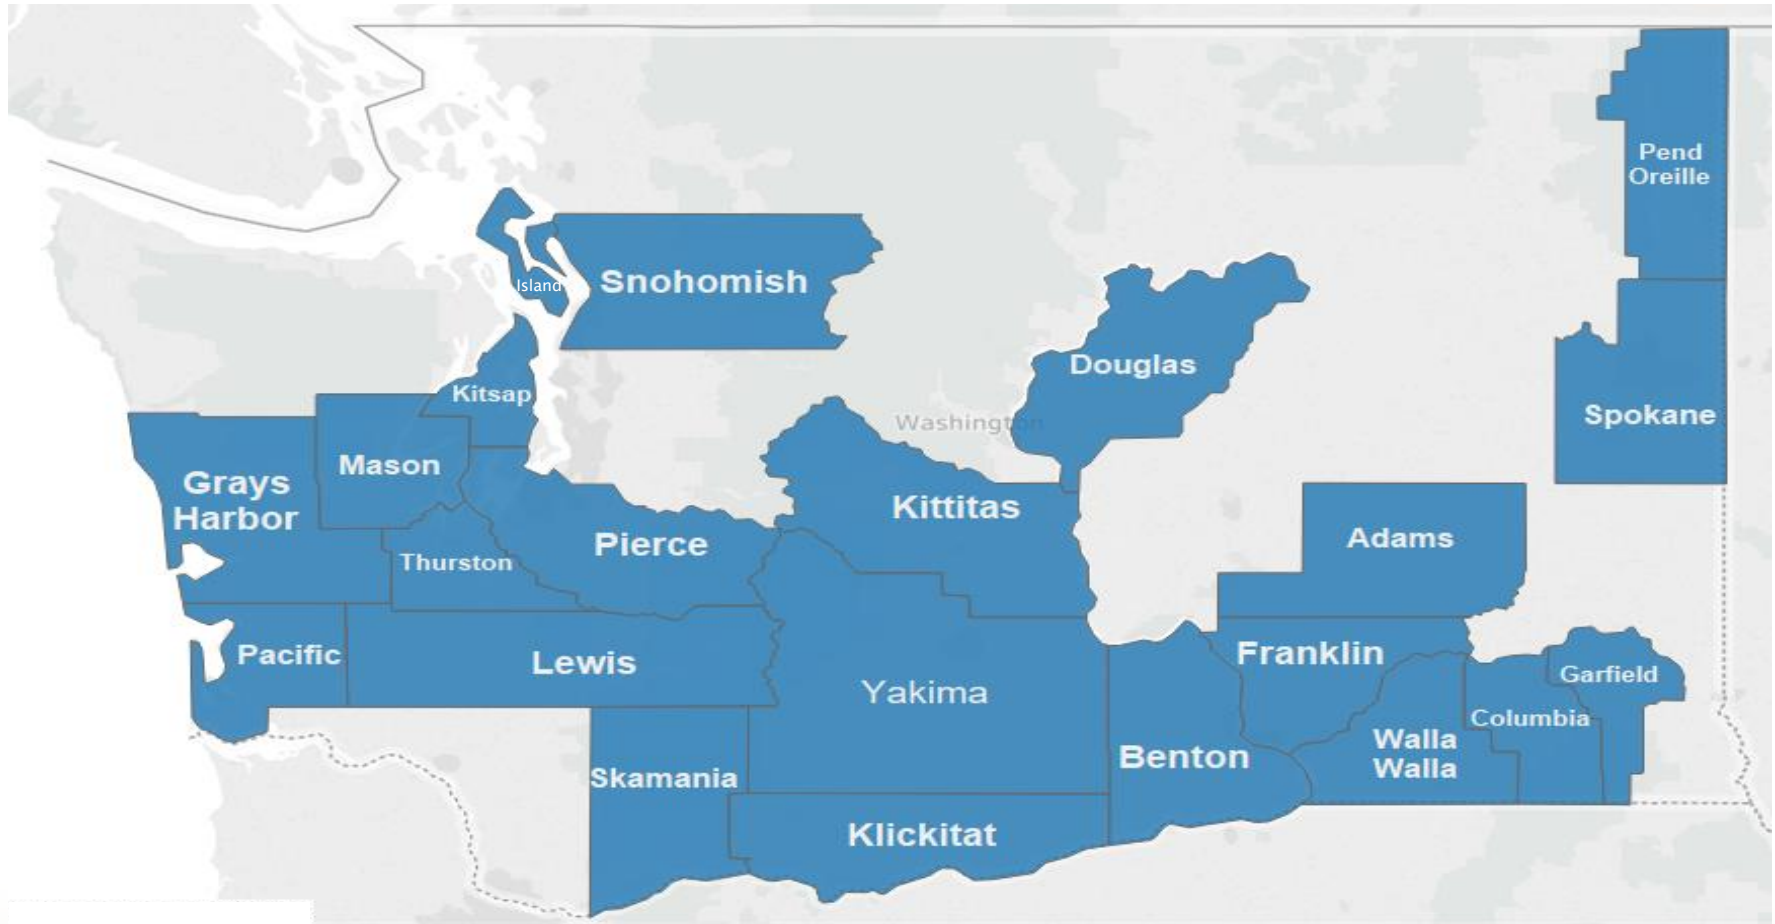 Pend
Oreille
Island
Snohomish
Douglas
Kitsap
Washington
Spokane
Mason
Grays
Harbor
Kittitas
Pierce
Adams
Thurston
Pacific
Lewis
Franklin
Garfield
Yakima
Columbia
Walla
Walla
Benton
Skamania
Klickitat